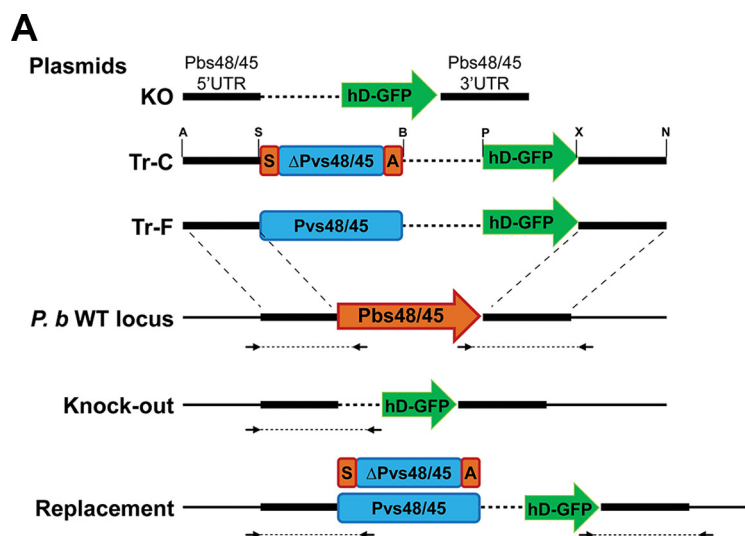 A
Plasmids
Pbs48/45 Pbs48/45
5'UTR 3'UTR
KO hD-GFP
A S B P X N
Tr-C S ΔPvs48/45 A hD-GFP
Tr-F Pvs48/45 hD-GFP
P. b WT locus Pbs48/45
Knock-out hD-GFP
S ΔPvs48/45 A
Replacement Pvs48/45 hD-GFP